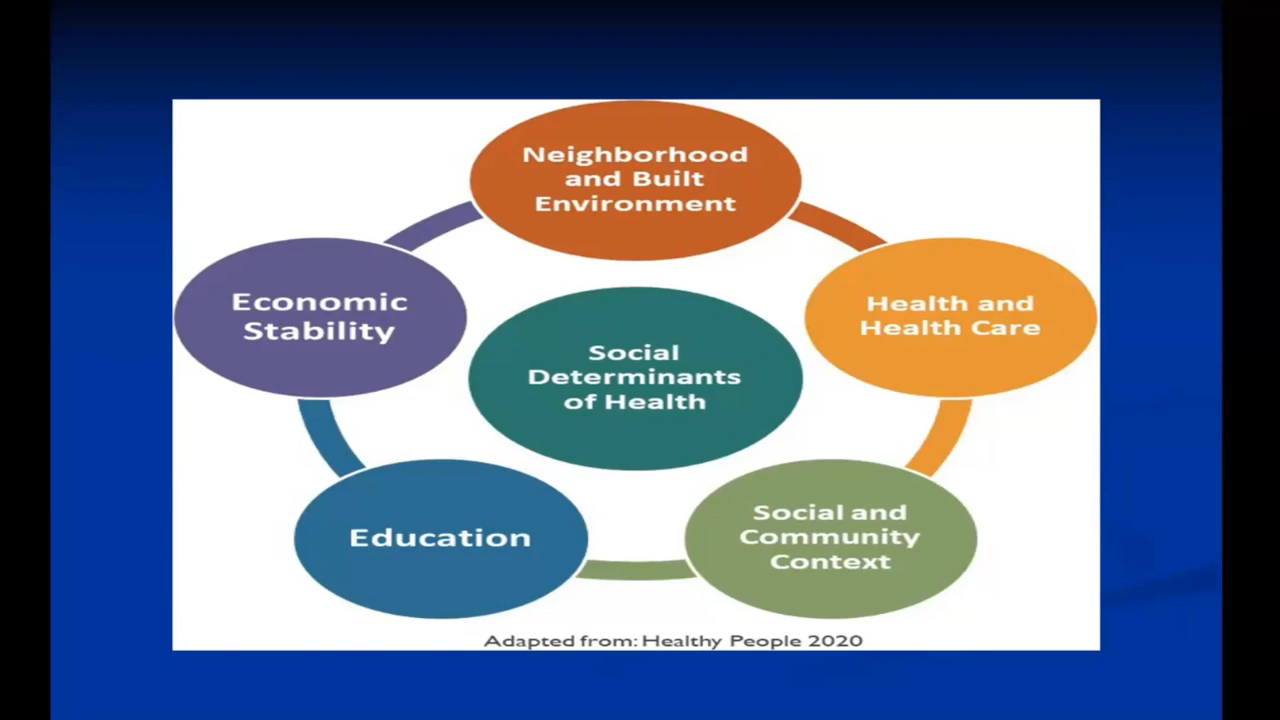 Neighborhood
and Built
Environment
Economic
Stability
Health and
Health Care
Social
Determinants
of Health
Education
Social and
Community
Context
Adapted from: Healthy People 2020